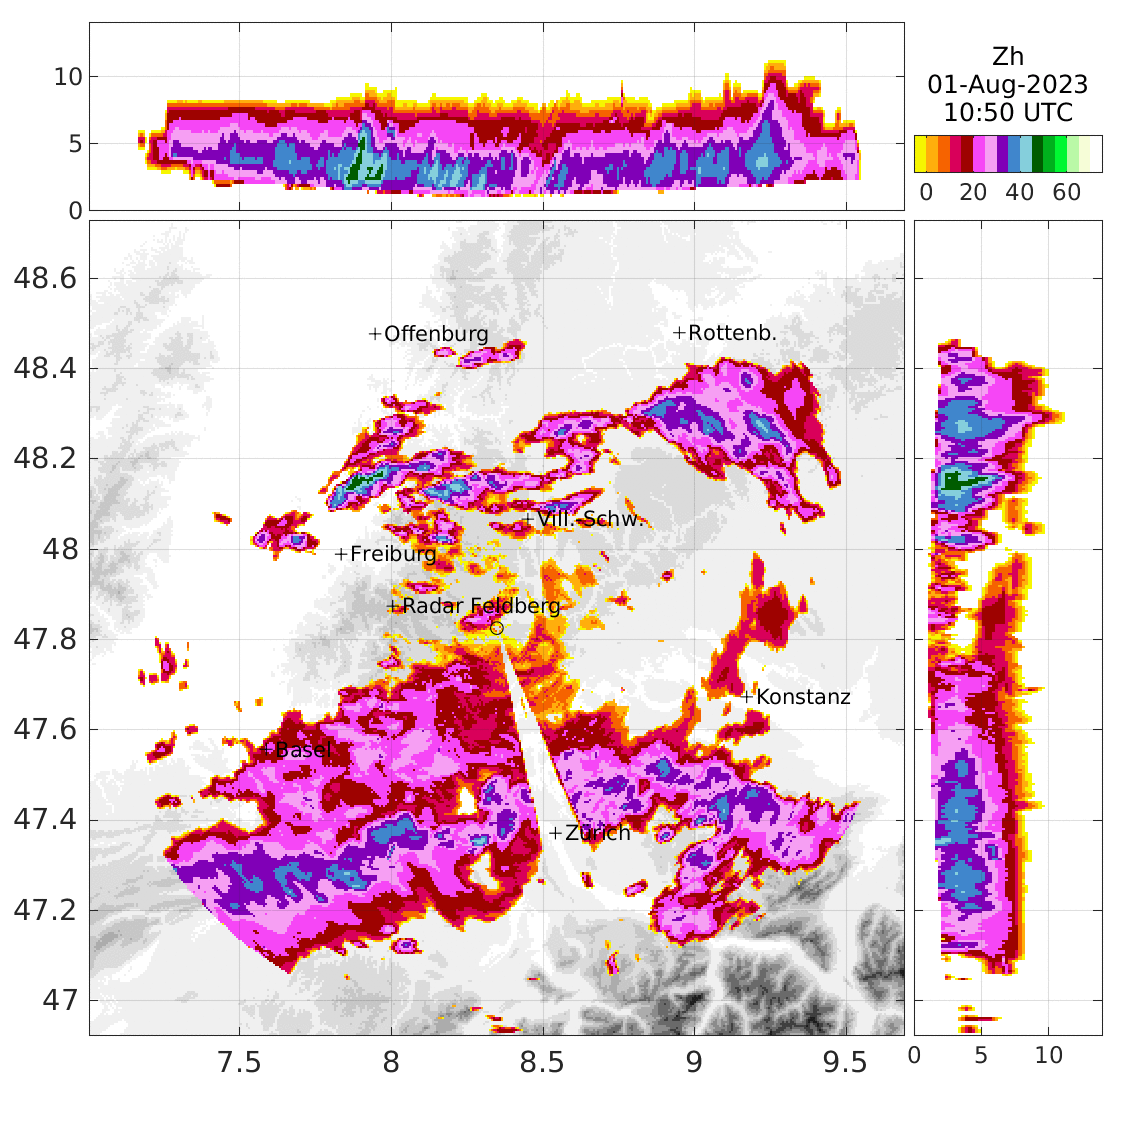 10
5
0
Zh
01-Aug-2023
10:50 UTC
0 20 40 60
48.6
48.4
48.2
48
47.8
47.6
47.4
47.2
47
+Offenburg
+Rottenb.
+Vill.-Schw.
+Freiburg
+Radar Feldberg
+Konstanz
+Basel
+Zürich
7.5 8 8.5 9 9.5
0 5 10